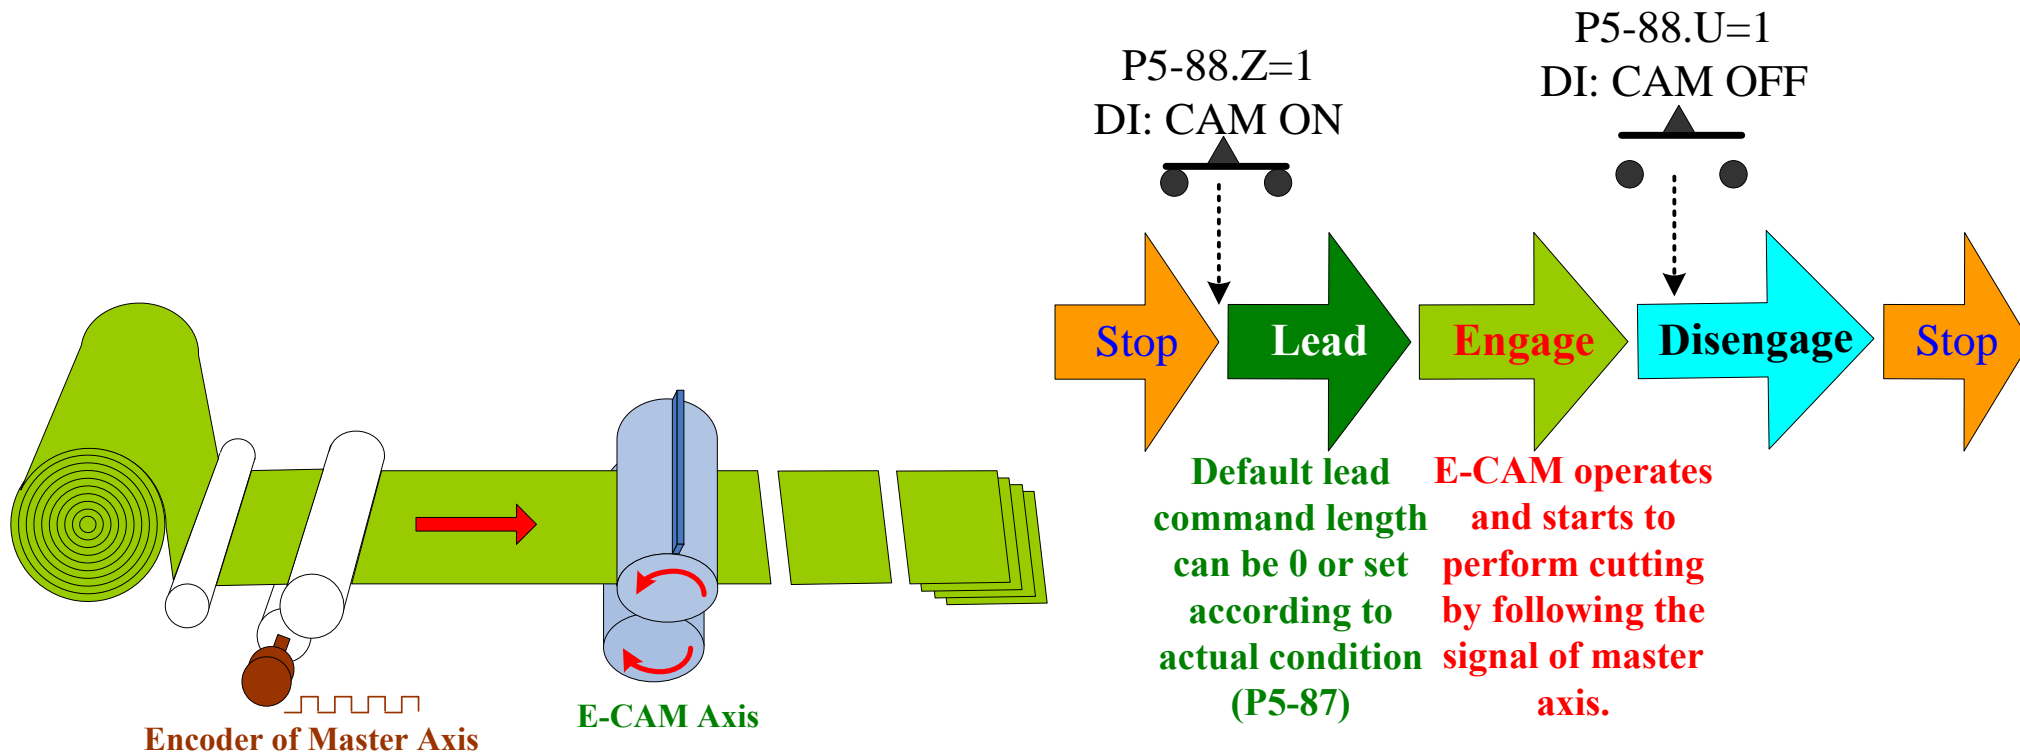 P5-88.Z=1
DI: CAM ON
P5-88.U=1
DI: CAM OFF
Stop
Lead
Engage
Disengage
Stop
Default lead
command length
can be 0 or set
according to
actual condition
(P5-87)
E-CAM operates
and starts to
perform cutting
by following the
signal of master
axis.
E-CAM Axis
Encoder of Master Axis